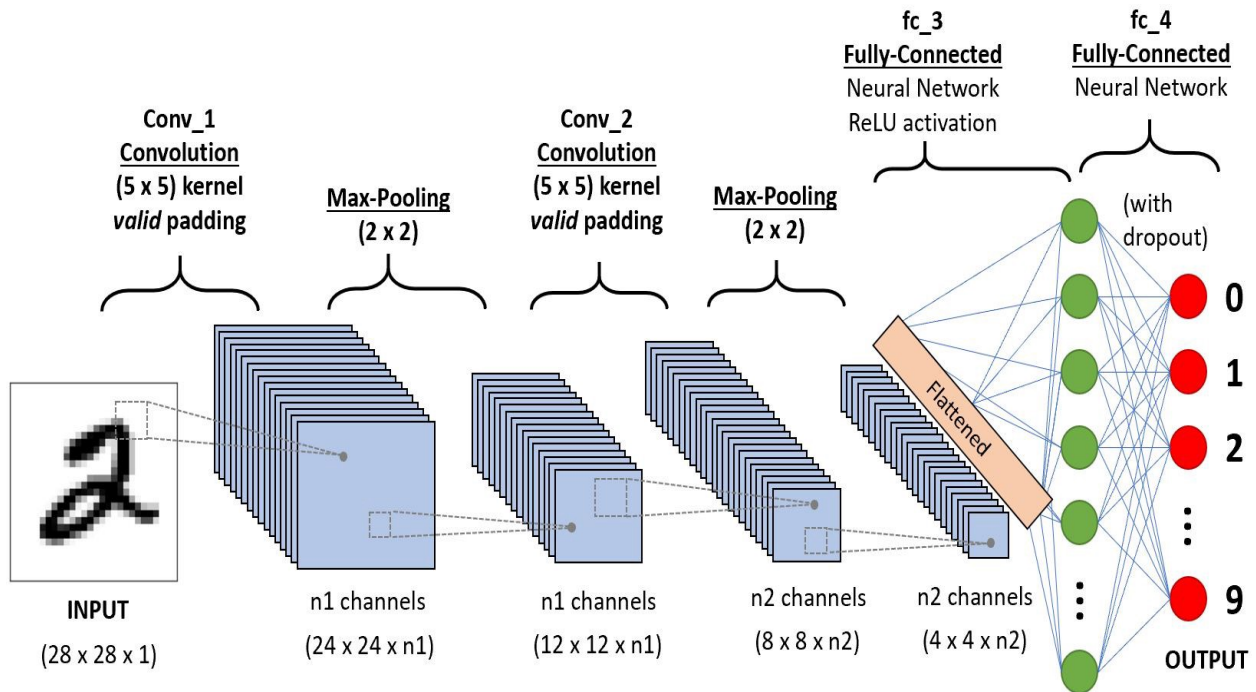 Conv_1
Convolution
(5 x 5) kernel
valid padding
Max-Pooling
(2 x 2)
Conv_2
Convolution
(5 x 5) kernel
valid padding
Max-Pooling
(2 x 2)
fc_3
Fully-Connected
Neural Network
ReLU activation
fc_4
Fully-Connected
Neural Network
(with
dropout)
Flattened
0
1
2
9
OUTPUT
2
INPUT
(28 x 28 x 1)
n1 channels
(24 x 24 x n1)
n1 channels
(12 x 12 x n1)
n2 channels
(8 x 8 x n2)
n2 channels
(4 x 4 x n2)